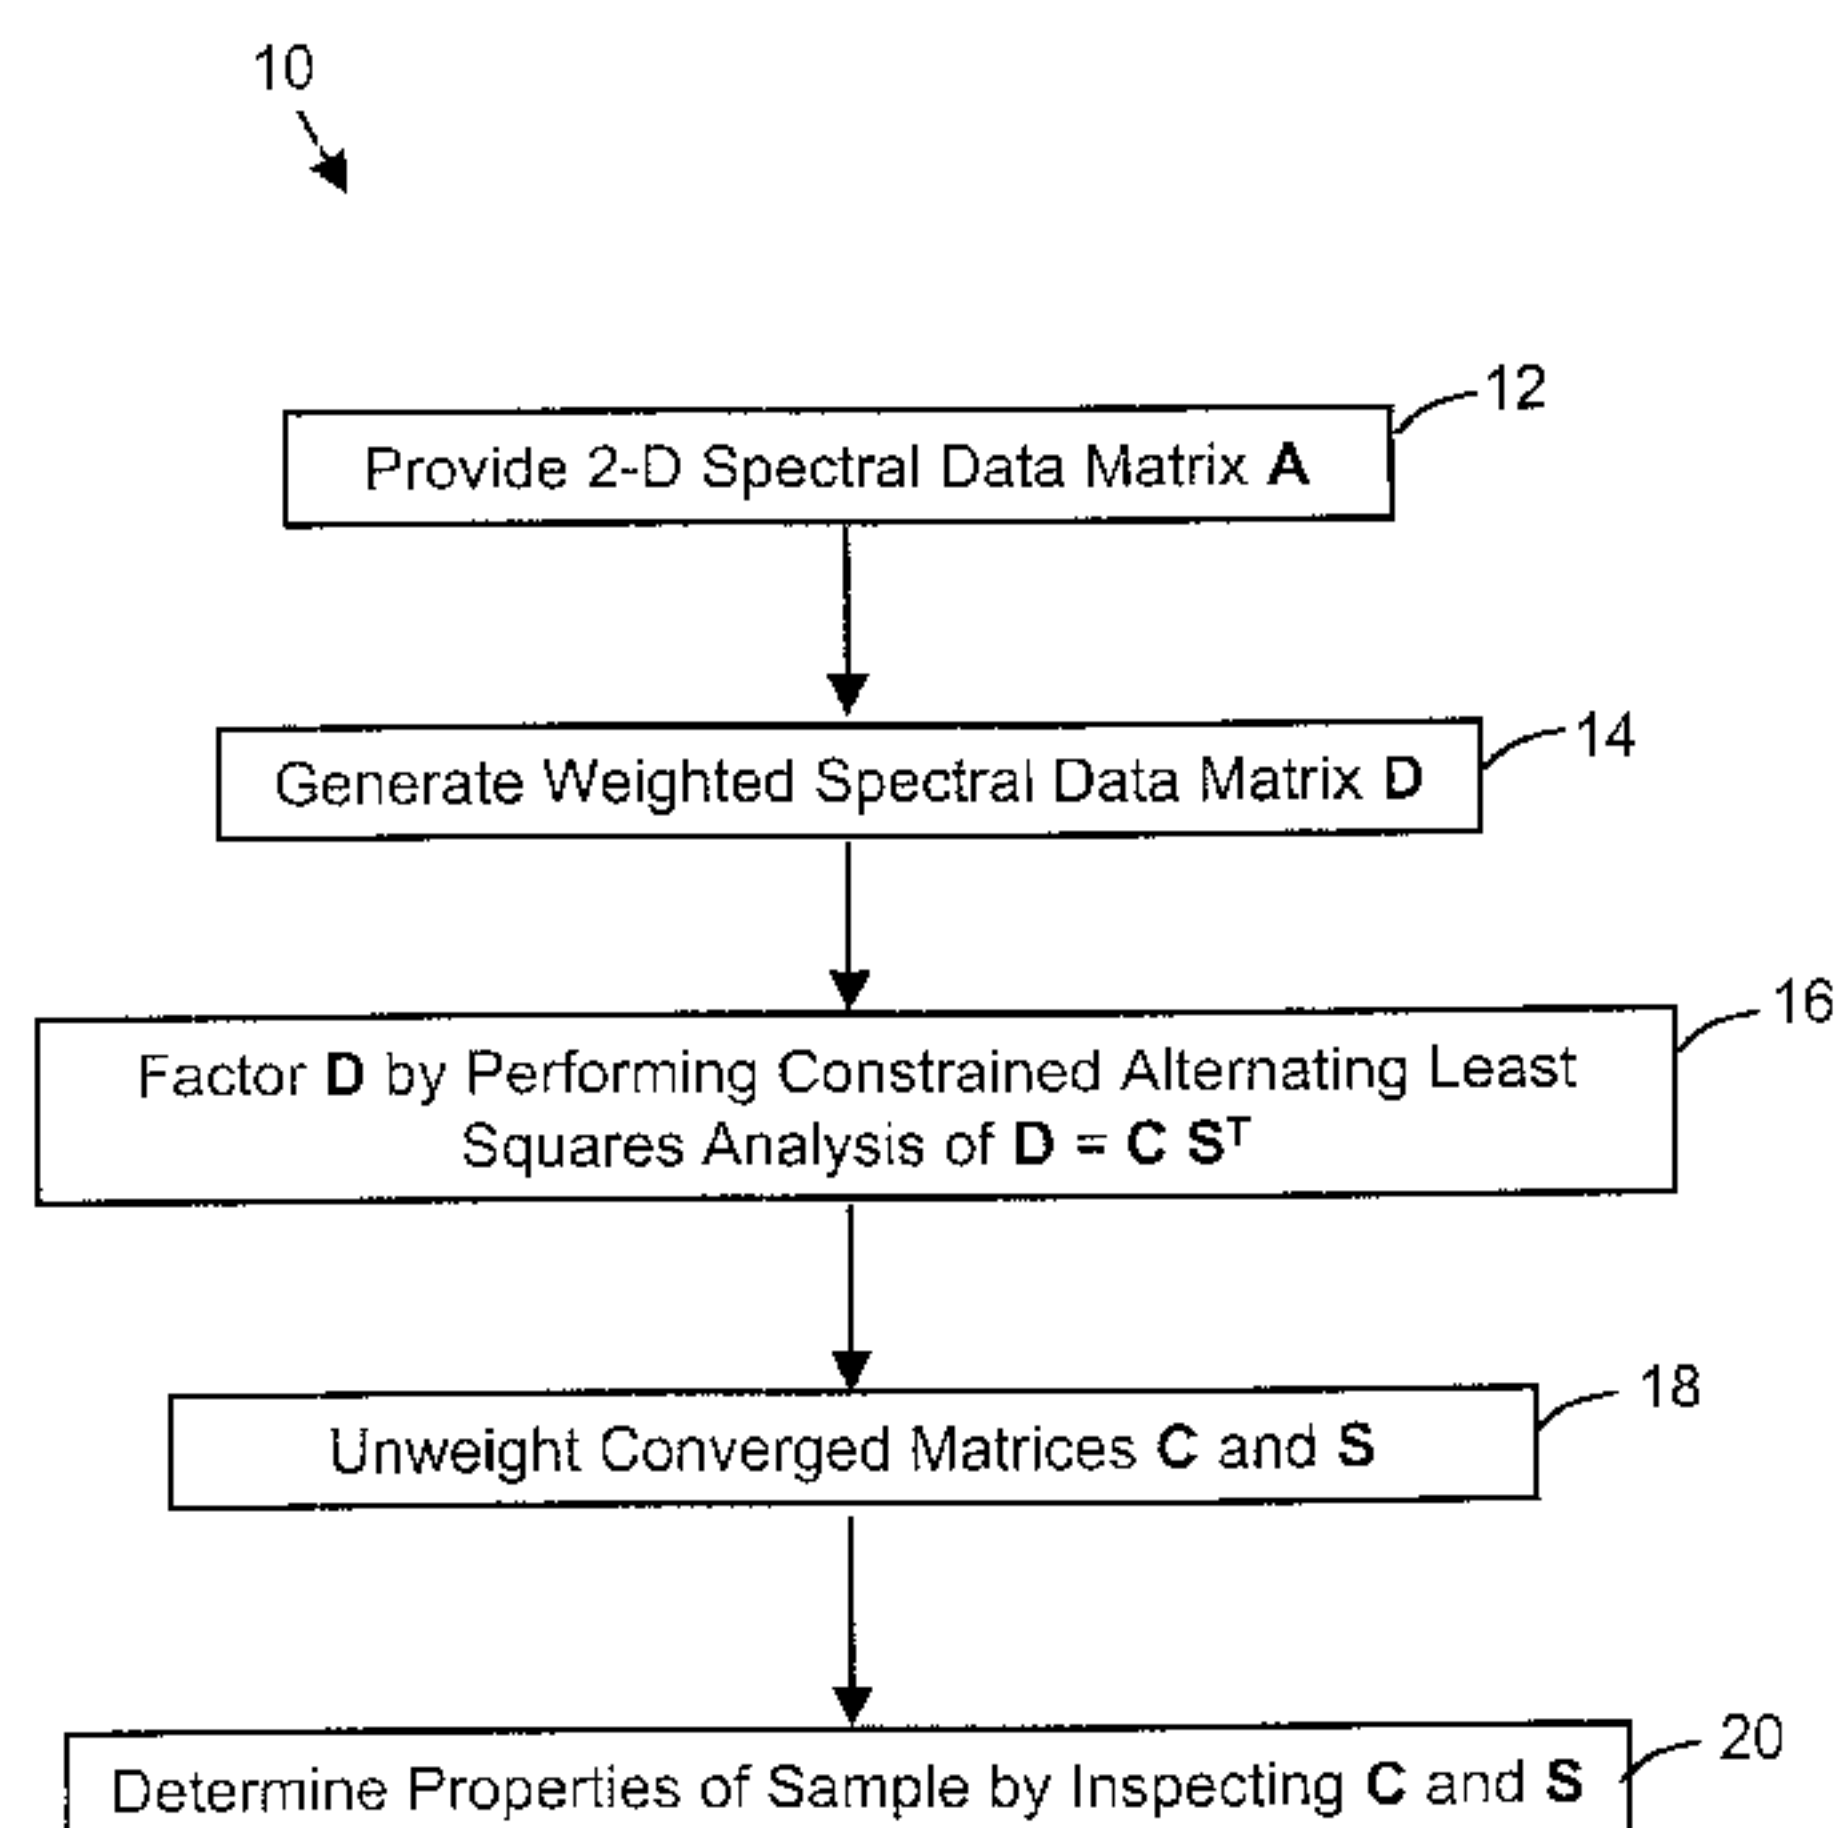 10
12
Provide 2-D Spectral Data Matrix A
14
Generate Weighted Spectral Data Matrix D
16
Factor D by Performing Constrained Alternating Least
Squares Analysis of D = C Sᵀ
18
Unweight Converged Matrices C and S
20
Determine Properties of Sample by Inspecting C and S